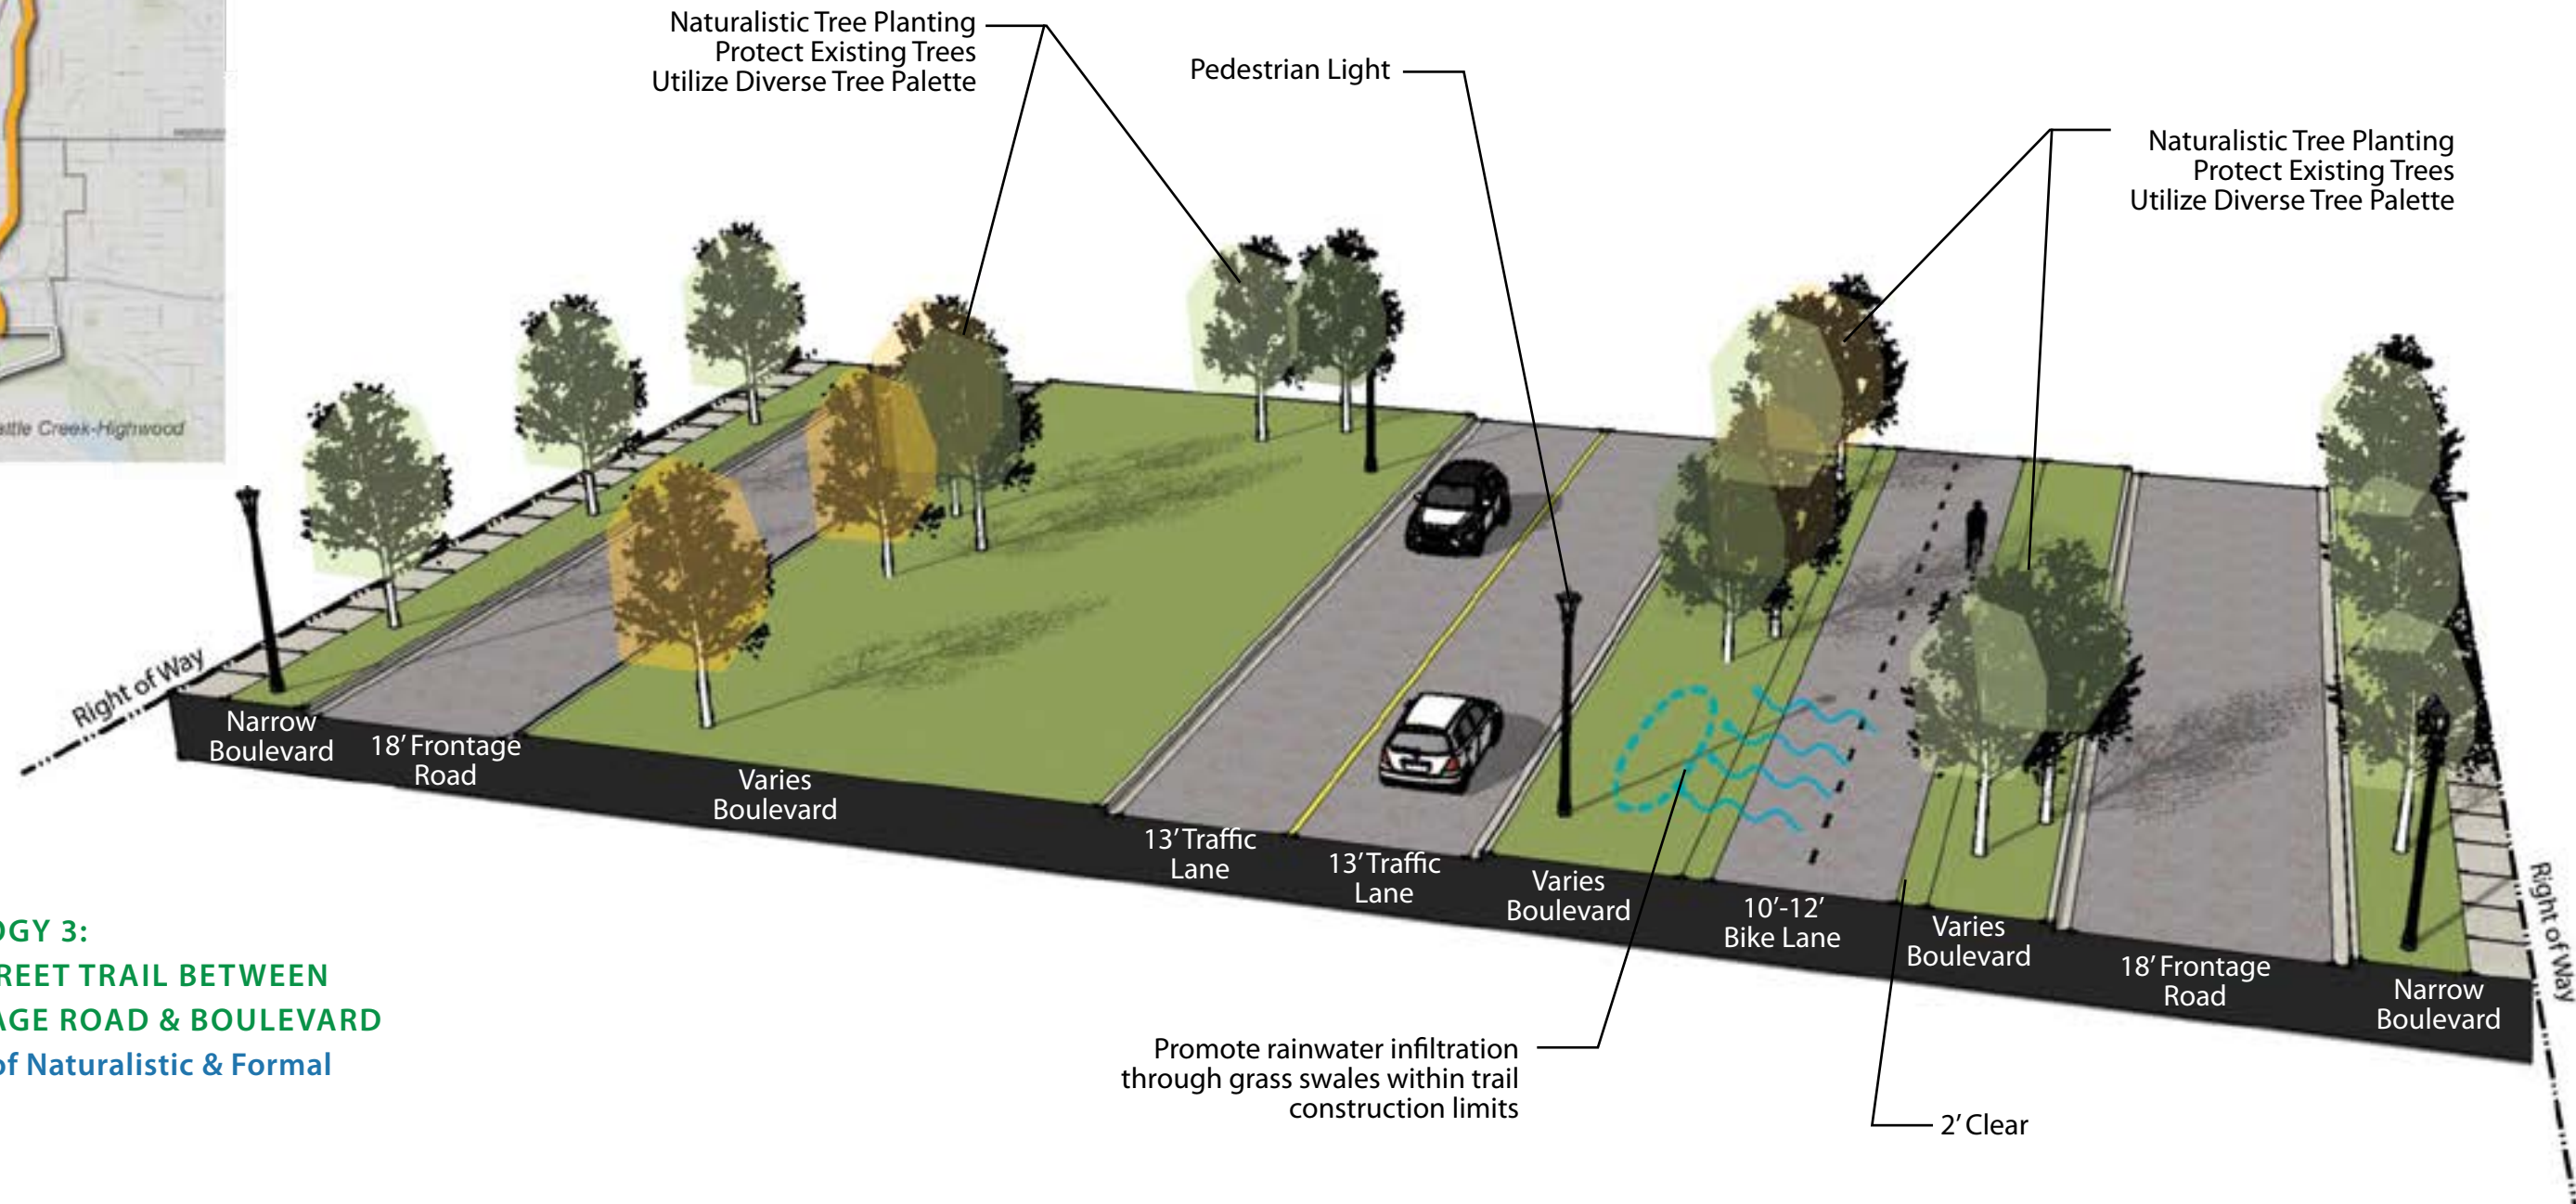 Naturalistic Tree Planting
Protect Existing Trees
Utilize Diverse Tree Palette
Pedestrian Light
Naturalistic Tree Planting
Protect Existing Trees
Utilize Diverse Tree Palette
Creek-Highwood
Right of Way
Narrow
Boulevard
18' Frontage
Road
Varies
Boulevard
13' Traffic
Lane
13' Traffic
Lane
Varies
Boulevard
10'-12'
Bike Lane
Varies
Boulevard
18' Frontage
Road
Narrow
Boulevard
Right of Way
OGY 3:
REET TRAIL BETWEEN
AGE ROAD & BOULEVARD
of Naturalistic & Formal
Promote rainwater infiltration
through grass swales within trail
construction limits
2' Clear